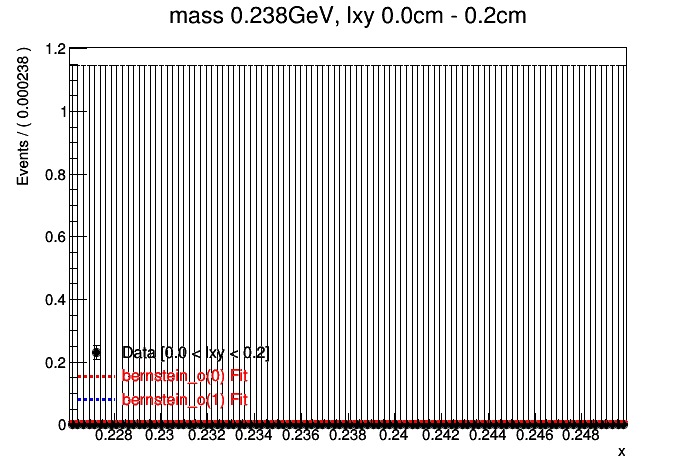 mass 0.238GeV, lxy 0.0cm - 0.2cm
Events / ( 0.000238 )
1.2
1
0.8
0.6
0.4
0.2
0
Data [0.0 < lxy < 0.2]
bernstein_o(0) Fit
bernstein_o(1) Fit
0.228 0.23 0.232 0.234 0.236 0.238 0.24 0.242 0.244 0.246 0.248
x